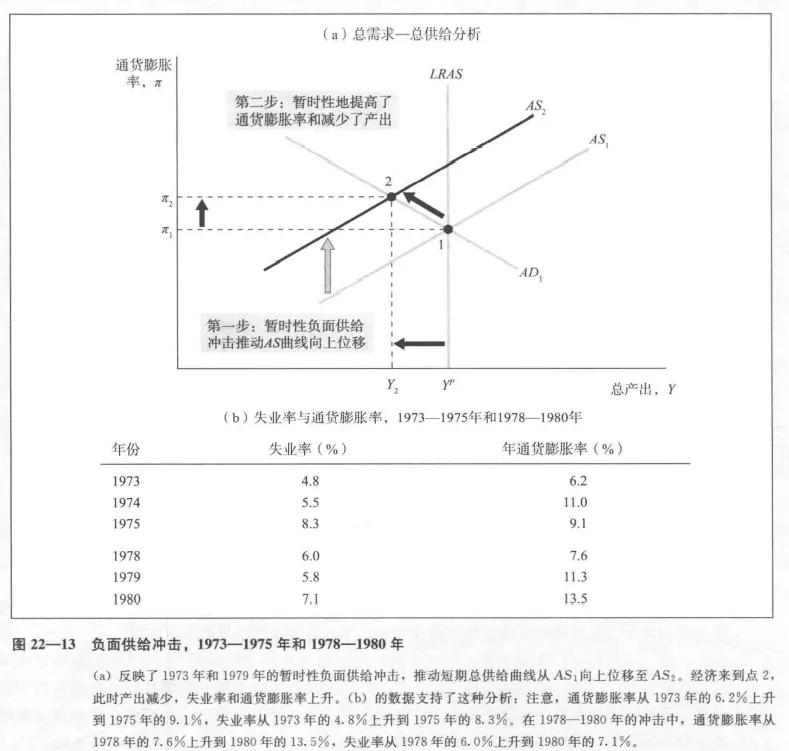 （a）总需求—总供给分析
通货膨胀
率，π
LRAS
第二步：暂时性地提高了
通货膨胀率和减少了产出
AS₂
AS₁
2
π₂
π₁
1
AD₁
第一步：暂时性负面供给
冲击推动AS曲线向上位移
Y₂
Yᴾ
总产出，Y
（b）失业率与通货膨胀率，1973—1975年和1978—1980年
年份 失业率（%） 年通货膨胀率（%）
1973 4.8 6.2
1974 5.5 11.0
1975 8.3 9.1
1978 6.0 7.6
1979 5.8 11.3
1980 7.1 13.5
图 22—13 负面供给冲击，1973—1975 年和 1978—1980 年
(a) 反映了 1973 年和 1979 年的暂时性负面供给冲击，推动短期总供给曲线从 AS₁ 向上位移至 AS₂。经济来到点 2，
此时产出减少，失业率和通货膨胀率上升。(b) 的数据支持了这种分析：注意，通货膨胀率从 1973 年的 6.2%上升
到 1975 年的 9.1%，失业率从 1973 年的 4.8%上升到 1975 年的 8.3%。在 1978—1980 年的冲击中，通货膨胀率从
1978 年的 7.6%上升到 1980 年的 13.5%，失业率从 1978 年的 6.0%上升到 1980 年的 7.1%。